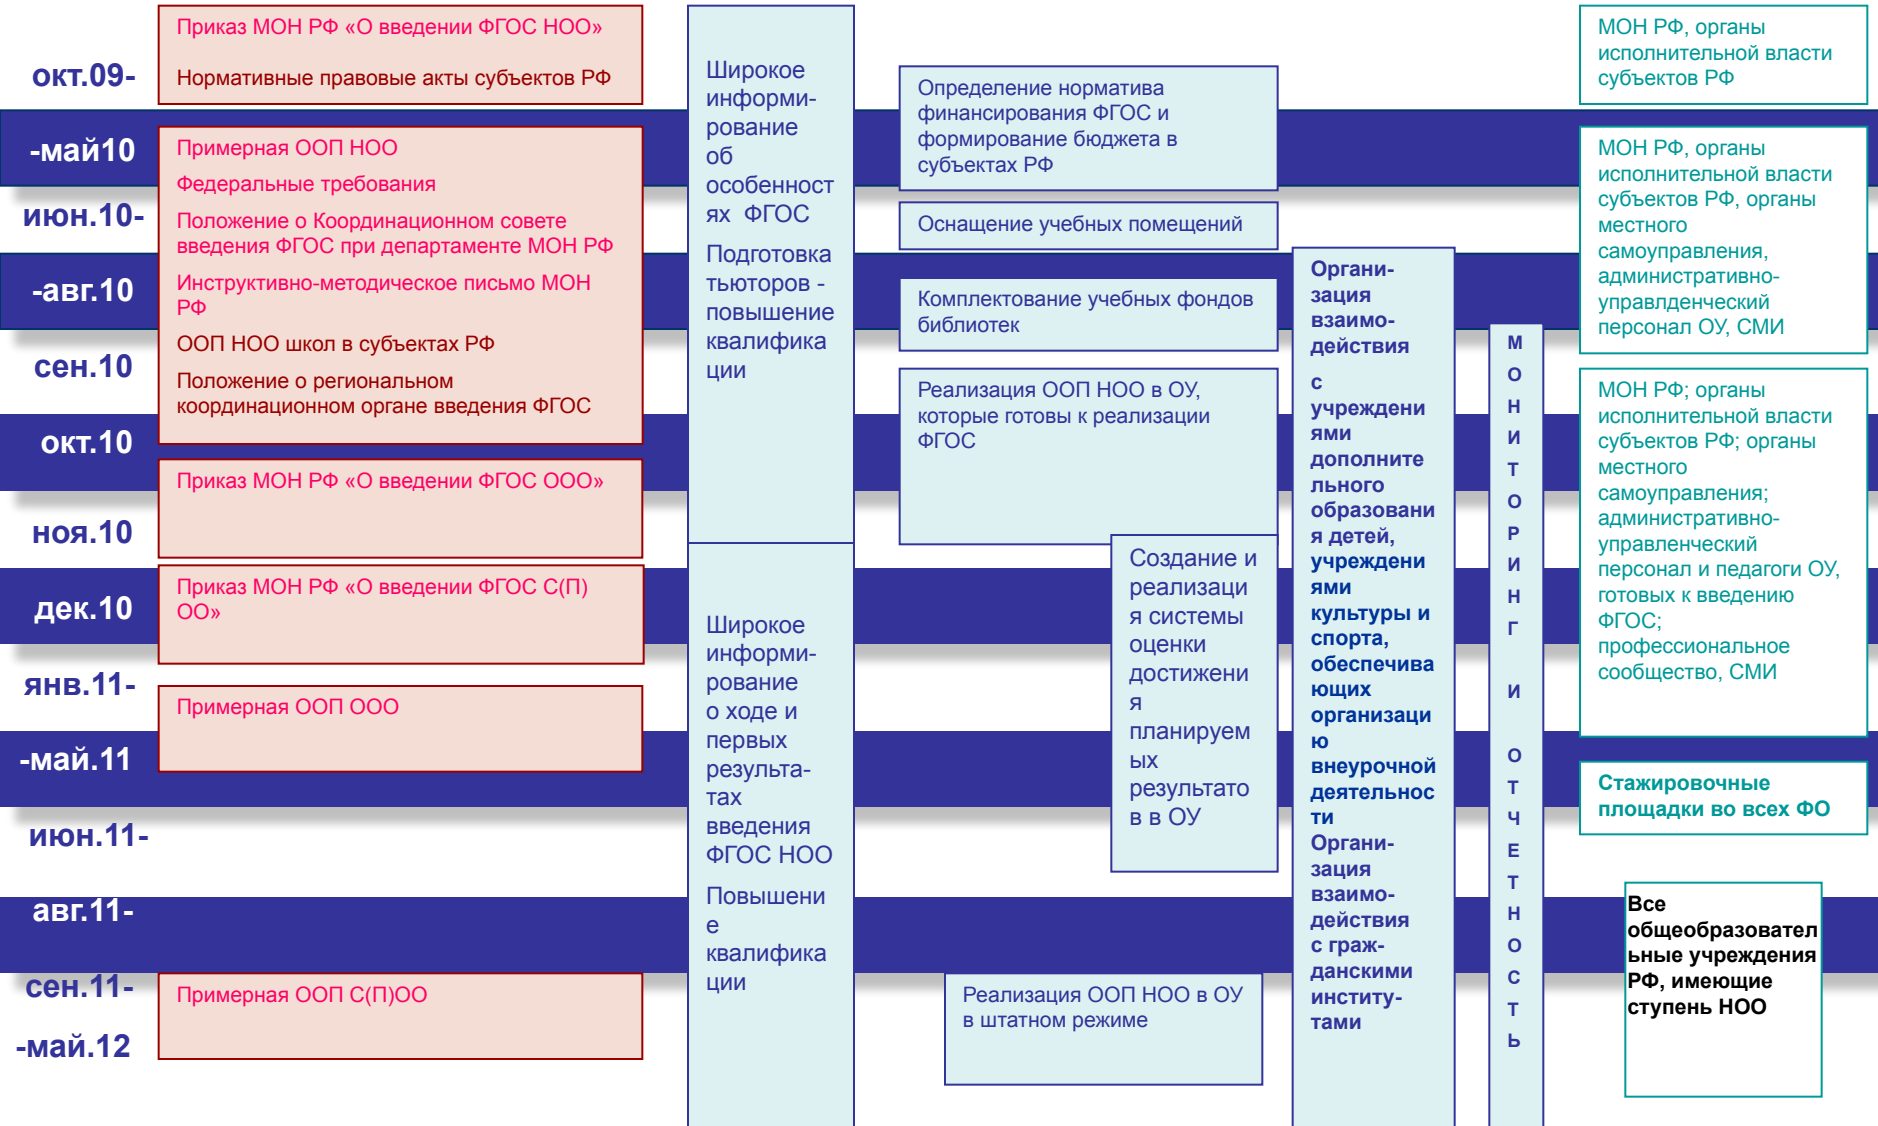 окт.09-
-май10
июн.10-
-авг.10
сен.10
окт.10
ноя.10
дек.10
янв.11-
-май.11
июн.11-
авг.11-
сен.11-
-май.12
Приказ МОН РФ «О введении ФГОС НОО»
Нормативные правовые акты субъектов РФ
Примерная ООП НОО
Федеральные требования
Положение о Координационном совете
введения ФГОС при департаменте МОН РФ
Инструктивно-методическое письмо МОН
РФ
ООП НОО школ в субъектах РФ
Положение о региональном
координационном органе введения ФГОС
Приказ МОН РФ «О введении ФГОС ООО»
Приказ МОН РФ «О введении ФГОС С(П)
ОО»
Примерная ООП ООО
Примерная ООП С(П)ОО
Широкое
информи-
рование
об
особенност
ях ФГОС
Подготовка
тьюторов -
повышение
квалифика
ции
Широкое
информи-
рование
о ходе и
первых
результа-
тах
введения
ФГОС НОО
Повышени
е
квалифика
ции
Определение норматива
финансирования ФГОС и
формирование бюджета в
субъектах РФ
Оснащение учебных помещений
Комплектование учебных фондов
библиотек
Реализация ООП НОО в ОУ,
которые готовы к реализации
ФГОС
Создание и
реализаци
я системы
оценки
достижени
я
планируем
ых
результато
в в ОУ
Реализация ООП НОО в ОУ
в штатном режиме
Органи-
зация
взаимо-
действия
с
учреждени
ями
дополните
льного
образовани
я детей,
учреждени
ями
культуры и
спорта,
обеспечива
ющих
организаци
ю
внеурочной
деятельнос
ти
Органи-
зация
взаимо-
действия
с граж-
данскими
институ-
тами
М
О
Н
И
Т
О
Р
И
Н
Г
И
О
Т
Ч
Е
Т
Н
О
С
Т
Ь
МОН РФ, органы
исполнительной власти
субъектов РФ
МОН РФ, органы
исполнительной власти
субъектов РФ, органы
местного
самоуправления,
административно-
управлденческий
персонал ОУ, СМИ
МОН РФ; органы
исполнительной власти
субъектов РФ; органы
местного
самоуправления;
административно-
управленческий
персонал и педагоги ОУ,
готовых к введению
ФГОС;
профессиональное
сообщество, СМИ
Стажировочные
площадки во всех ФО
Все
общеобразовател
ьные учреждения
РФ, имеющие
ступень НОО